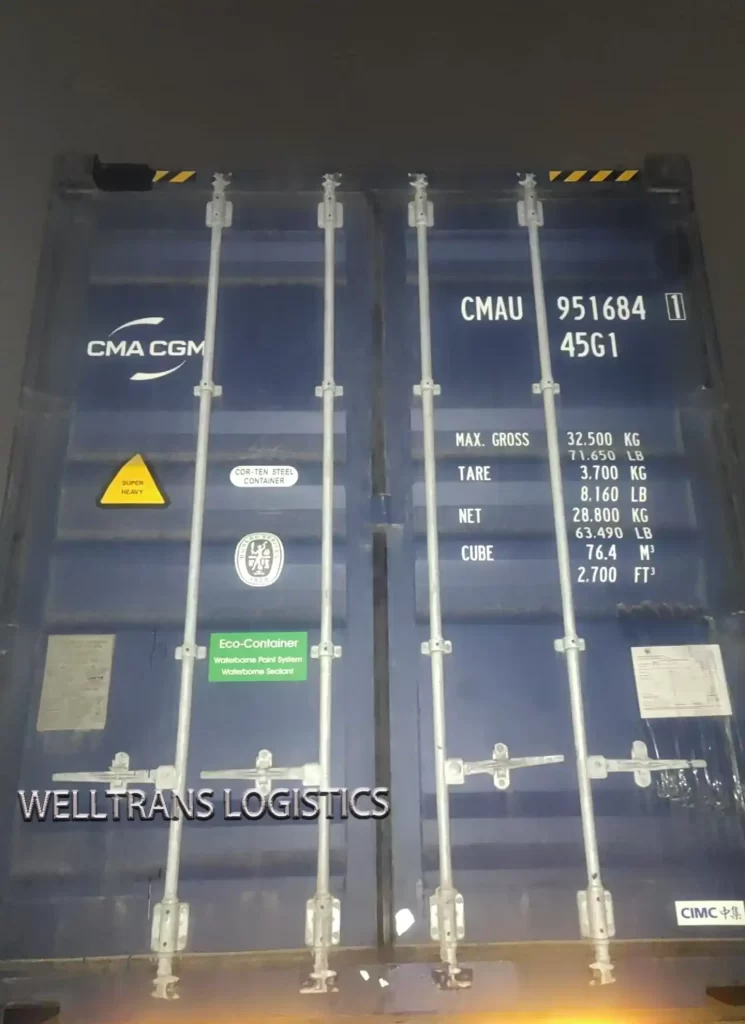 CMAU 951684 1
45G1
CMA CGM
MAX. GROSS 32.500 KG
71.650 LB
TARE 3.700 KG
8.160 LB
NET 28.800 KG
63.490 LB
CUBE 76.4 M³
2.700 FT³
SUPER
HEAVY
COR-TEN STEEL
CONTAINER
Eco-Container
Waterborne Paint System
Waterborne Sealant
WELLTRANS LOGISTICS
CIMC 中集